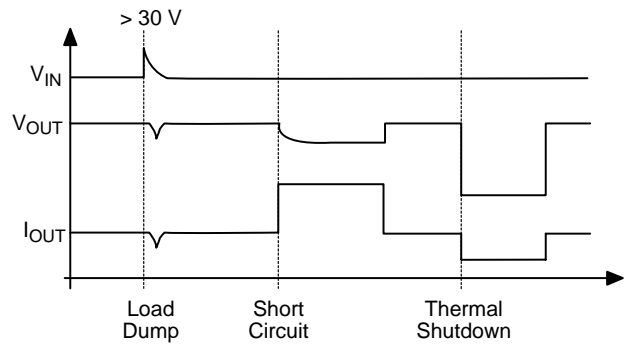 > 30 V
VIN
VOUT
IOUT
Load
Dump
Short
Circuit
Thermal
Shutdown